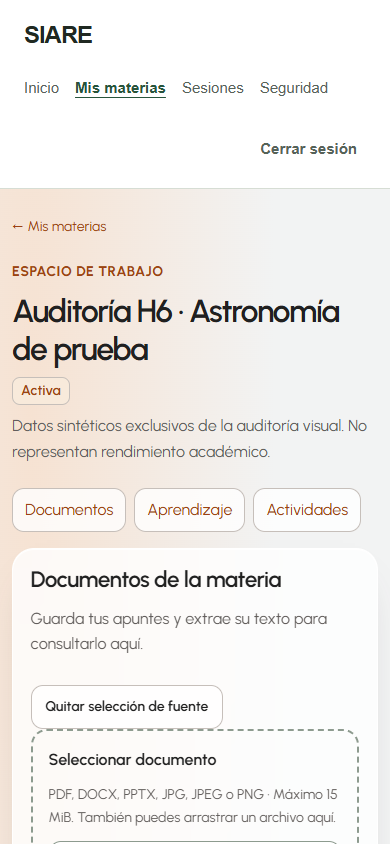 SIARE
Inicio Mis materias Sesiones Seguridad
Cerrar sesión
← Mis materias
ESPACIO DE TRABAJO
Auditoría H6 · Astronomía
de prueba
Activa
Datos sintéticos exclusivos de la auditoría visual. No
representan rendimiento académico.
Documentos Aprendizaje Actividades
Documentos de la materia
Guarda tus apuntes y extrae su texto para
consultarlo aquí.
Quitar selección de fuente
Seleccionar documento
PDF, DOCX, PPTX, JPG, JPEG o PNG · Máximo 15
MiB. También puedes arrastrar un archivo aquí.